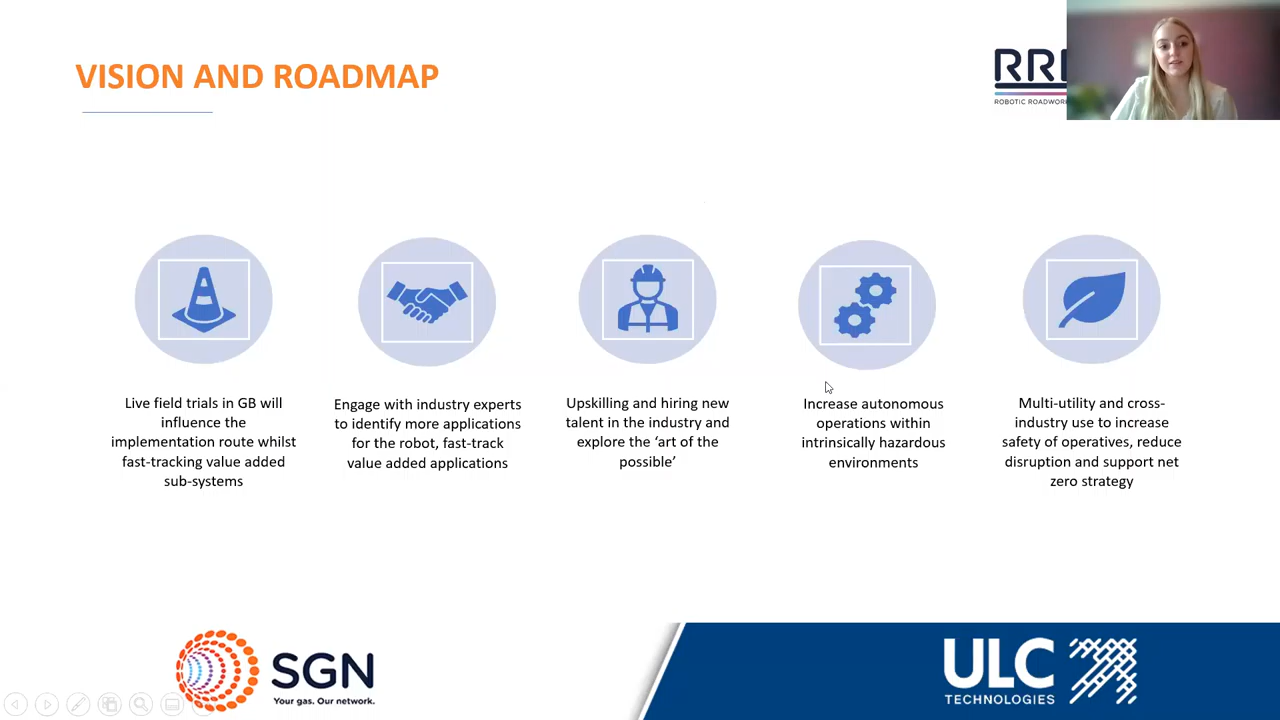 VISION AND ROADMAP
ROBOTIC ROADWOR
Live field trials in GB will
influence the
implementation route whilst
fast-tracking value added
sub-systems
Engage with industry experts
to identify more applications
for the robot, fast-track
value added applications
Upskilling and hiring new
talent in the industry and
explore the ‘art of the
possible’
Increase autonomous
operations within
intrinsically hazardous
environments
Multi-utility and cross-
industry use to increase
safety of operatives, reduce
disruption and support net
zero strategy
SGN
Your gas. Our network.
ULC
TECHNOLOGIES